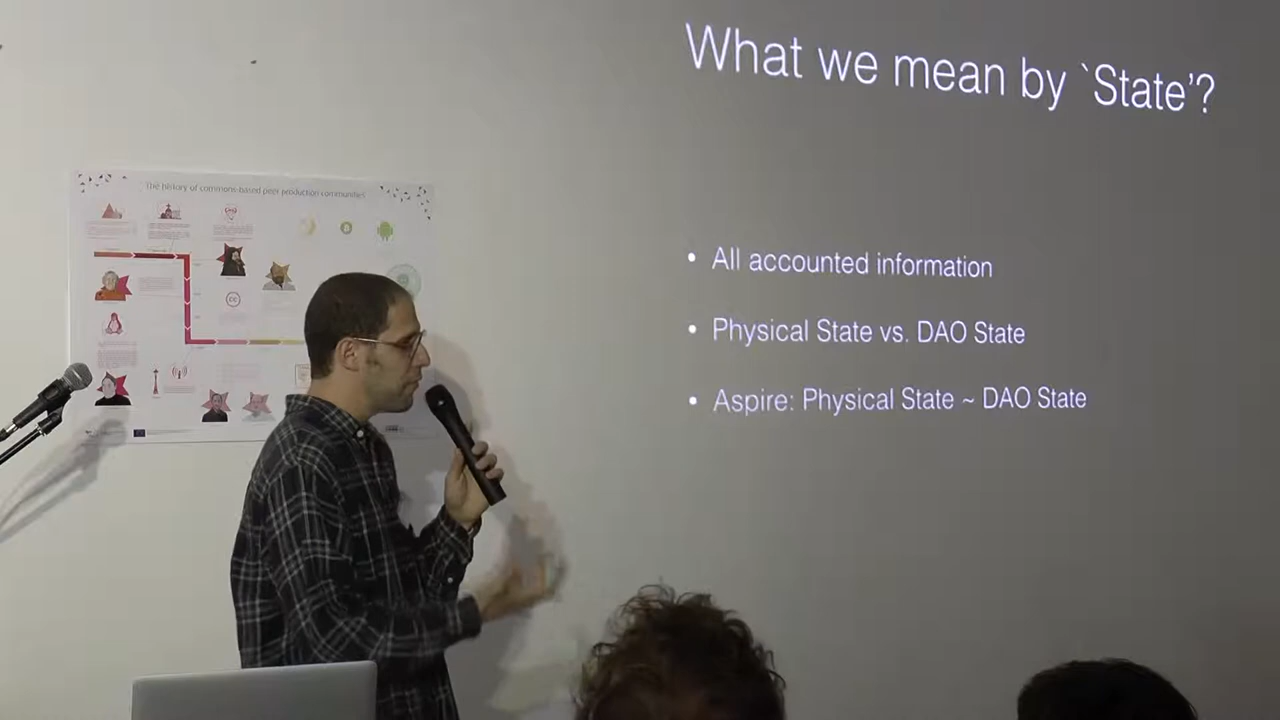 What we mean by `State'?
• All accounted information
• Physical State vs. DAO State
• Aspire: Physical State ~ DAO State
The history of commons-based peer production communities
cc